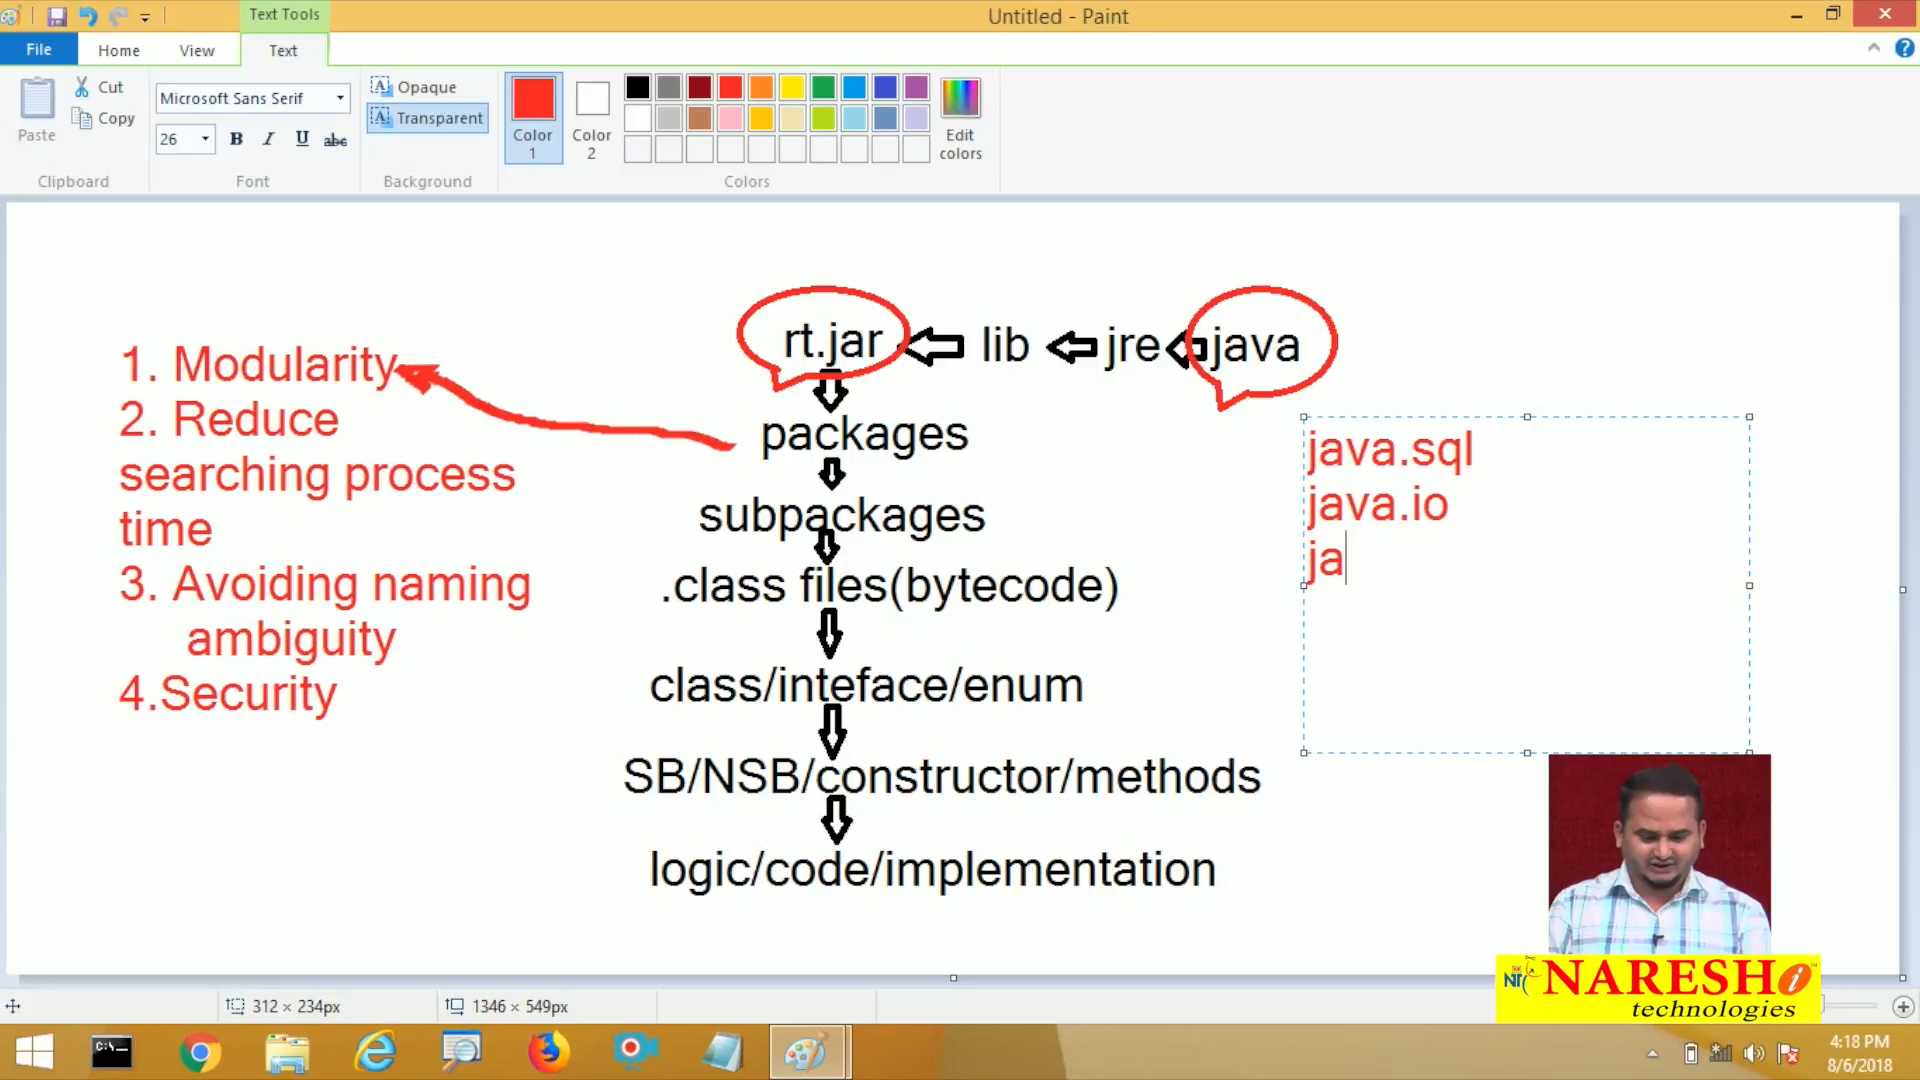 Text Tools
Untitled - Paint
File Home View Text
Paste
Cut
Copy
Clipboard
Microsoft Sans Serif
26 B I U abc
Font
Opaque
Transparent
Background
Color 1
Color 2
Edit colors
Colors
rt.jar lib jre java
packages
subpackages
.class files(bytecode)
class/inteface/enum
SB/NSB/constructor/methods
logic/code/implementation
1. Modularity
2. Reduce
searching process
time
3. Avoiding naming
ambiguity
4.Security
java.sql
java.io
ja
NARESH i
technologies
312 × 234px
1346 × 549px
4:18 PM
8/6/2018